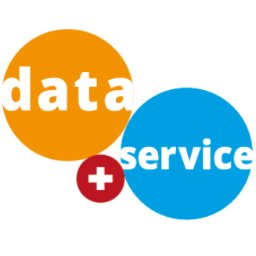 data
+
service